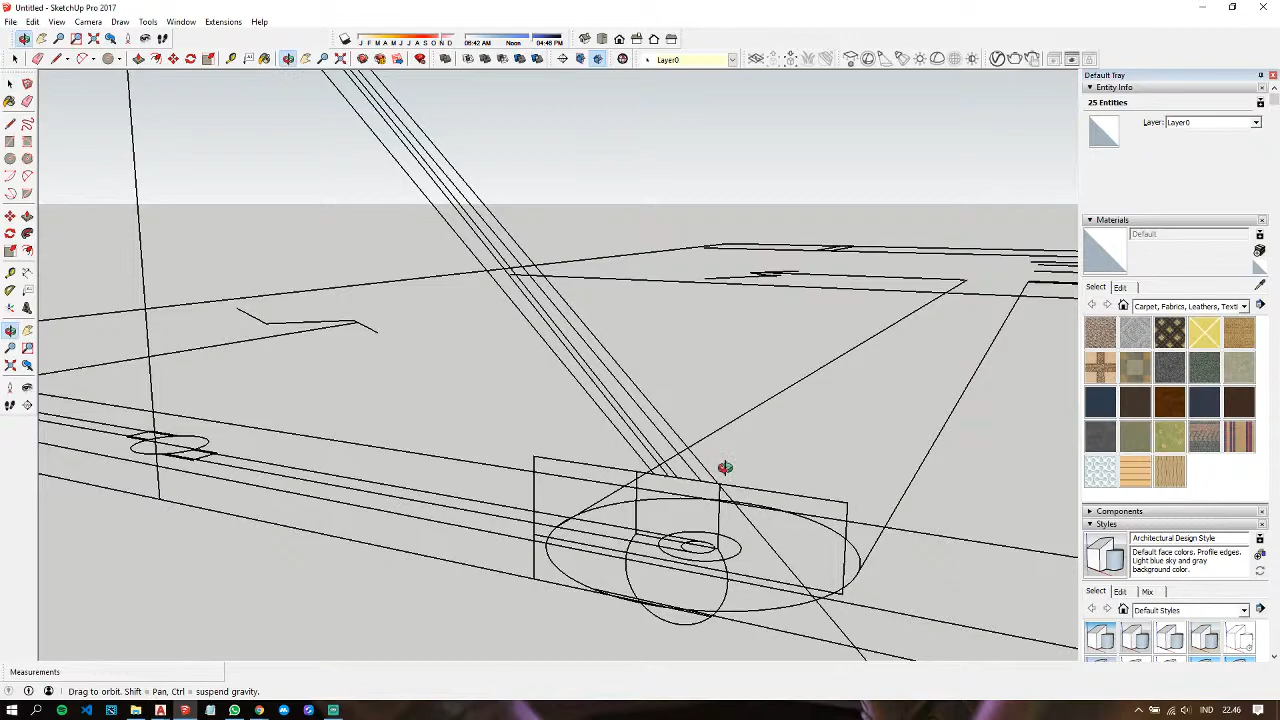 Untitled - SketchUp Pro 2017
File Edit View Camera Draw Tools Window Extensions Help
J F M A M J J A S O N D
06:42 AM Noon 04:46 PM
Layer0
Default Tray
Entity Info
25 Entities
Layer: Layer0
Materials
Default
Select Edit
Carpet, Fabrics, Leathers, Texti
Components
Styles
Architectural Design Style
Default face colors. Profile edges. Light blue sky and gray background color.
Select Edit Mix
Default Styles
Measurements
Drag to orbit. Shift = Pan, Ctrl = suspend gravity.
IND 22.46